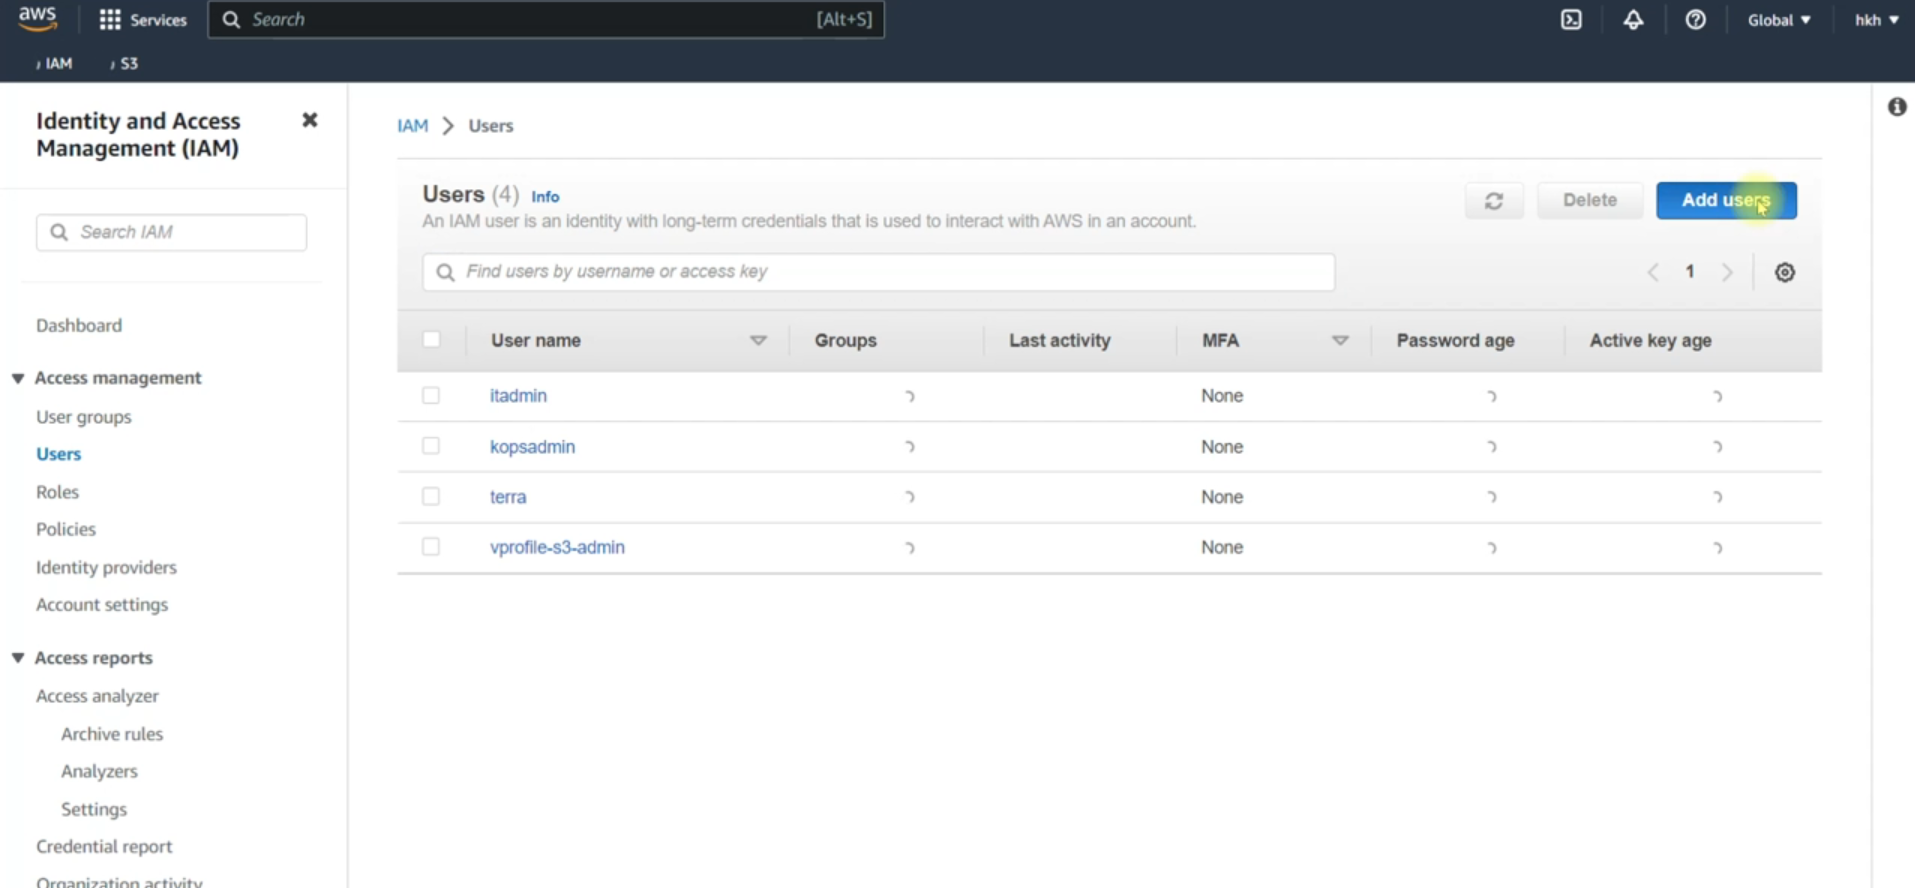 aws
Services
Search
[Alt+S]
Global
hkh
IAM
S3
Identity and Access
Management (IAM)
Search IAM
Dashboard
Access management
User groups
Users
Roles
Policies
Identity providers
Account settings
Access reports
Access analyzer
Archive rules
Analyzers
Settings
Credential report
Organization activity
IAM > Users
Users (4) Info
An IAM user is an identity with long-term credentials that is used to interact with AWS in an account.
Delete
Add users
Find users by username or access key
1
User name Groups Last activity MFA Password age Active key age
itadmin None
kopsadmin None
terra None
vprofile-s3-admin None